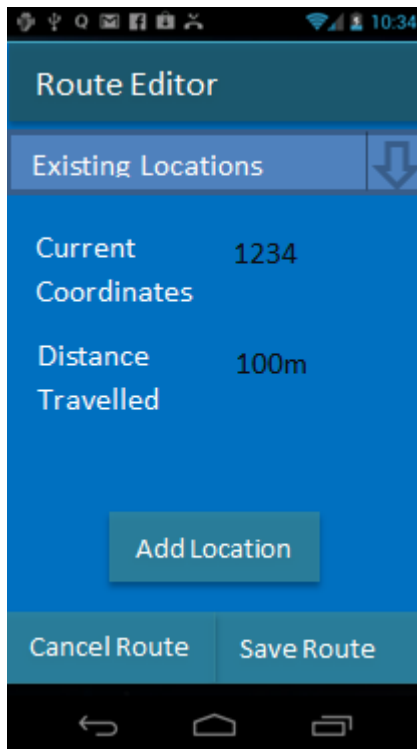 10:34
Route Editor
Existing Locations
Current
Coordinates
1234
Distance
Travelled
100m
Add Location
Cancel Route
Save Route